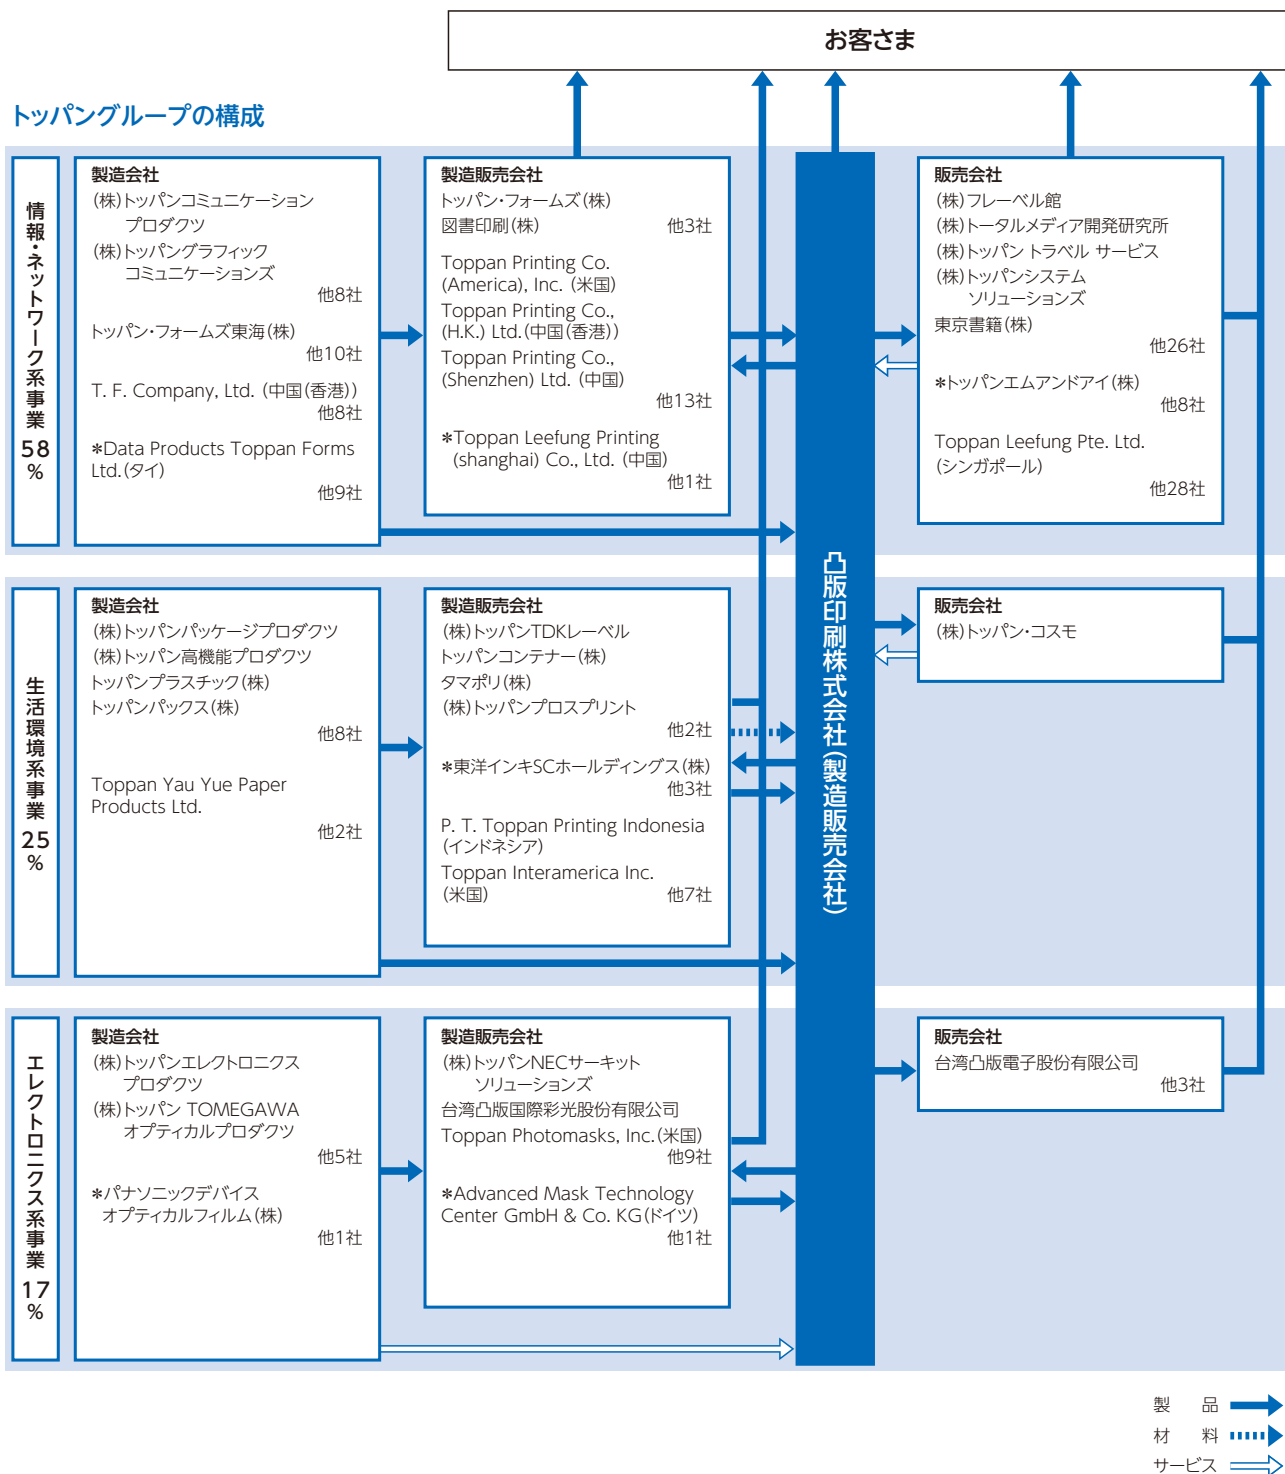 お客さま
トッパングループの構成
情報・ネットワーク系事業 58%
製造会社
(株)トッパンコミュニケーション
プロダクツ
(株)トッパングラフィック
コミュニケーションズ
他8社
トッパン・フォームズ東海(株)
他10社
T. F. Company, Ltd. (中国(香港))
他8社
*Data Products Toppan Forms
Ltd.(タイ)
他9社
製造販売会社
トッパン・フォームズ(株)
図書印刷(株) 他3社
Toppan Printing Co.
(America), Inc. (米国)
Toppan Printing Co.,
(H.K.) Ltd.(中国(香港))
Toppan Printing Co.,
(Shenzhen) Ltd. (中国)
他13社
*Toppan Leefung Printing
(shanghai) Co., Ltd. (中国)
他1社
凸版印刷株式会社(製造販売会社)
販売会社
(株)フレーベル館
(株)トータルメディア開発研究所
(株)トッパン トラベル サービス
(株)トッパンシステム
ソリューションズ
東京書籍(株)
他26社
*トッパンエムアンドアイ(株)
他8社
Toppan Leefung Pte. Ltd.
(シンガポール)
他28社
生活環境系事業 25%
製造会社
(株)トッパンパッケージプロダクツ
(株)トッパン高機能プロダクツ
トッパンプラスチック(株)
トッパンパックス(株)
他8社
Toppan Yau Yue Paper
Products Ltd.
他2社
製造販売会社
(株)トッパンTDKレーベル
トッパンコンテナー(株)
タマポリ(株)
(株)トッパンプロスプリント
他2社
*東洋インキSCホールディングス(株)
他3社
P. T. Toppan Printing Indonesia
(インドネシア)
Toppan Interamerica Inc.
(米国) 他7社
販売会社
(株)トッパン・コスモ
エレクトロニクス系事業 17%
製造会社
(株)トッパンエレクトロニクス
プロダクツ
(株)トッパン TOMEGAWA
オプティカルプロダクツ
他5社
*パナソニックデバイス
オプティカルフィルム(株)
他1社
製造販売会社
(株)トッパンNECサーキット
ソリューションズ
台湾凸版国際彩光股份有限公司
Toppan Photomasks, Inc.(米国)
他9社
*Advanced Mask Technology
Center GmbH & Co. KG(ドイツ)
他1社
販売会社
台湾凸版電子股份有限公司
他3社
製 品
材 料
サービス